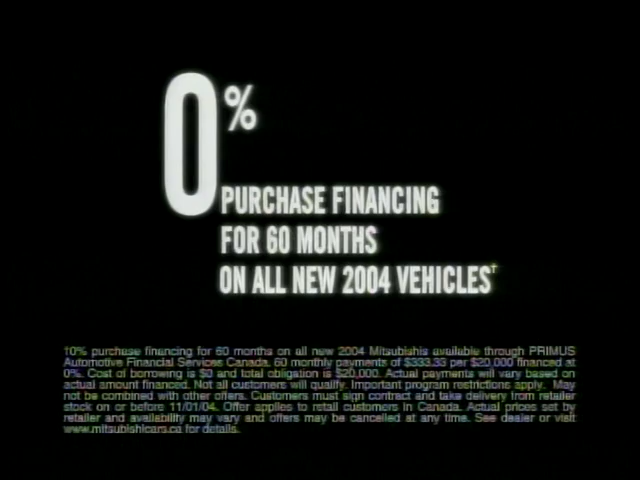 0%
PURCHASE FINANCING
FOR 60 MONTHS
ON ALL NEW 2004 VEHICLES†
†0% purchase financing for 60 months on all new 2004 Mitsubishis available through PRIMUS
Automotive Financial Services Canada. 60 monthly payments of $333.33 per $20,000 financed at
0%. Cost of borrowing is $0 and total obligation is $20,000. Actual payments will vary based on
actual amount financed. Not all customers will qualify. Important program restrictions apply. May
not be combined with other offers. Customers must sign contract and take delivery from retailer
stock on or before 11/01/04. Offer applies to retail customers in Canada. Actual prices set by
retailer and availability may vary and offers may be cancelled at any time. See dealer or visit
www.mitsubishicars.ca for details.